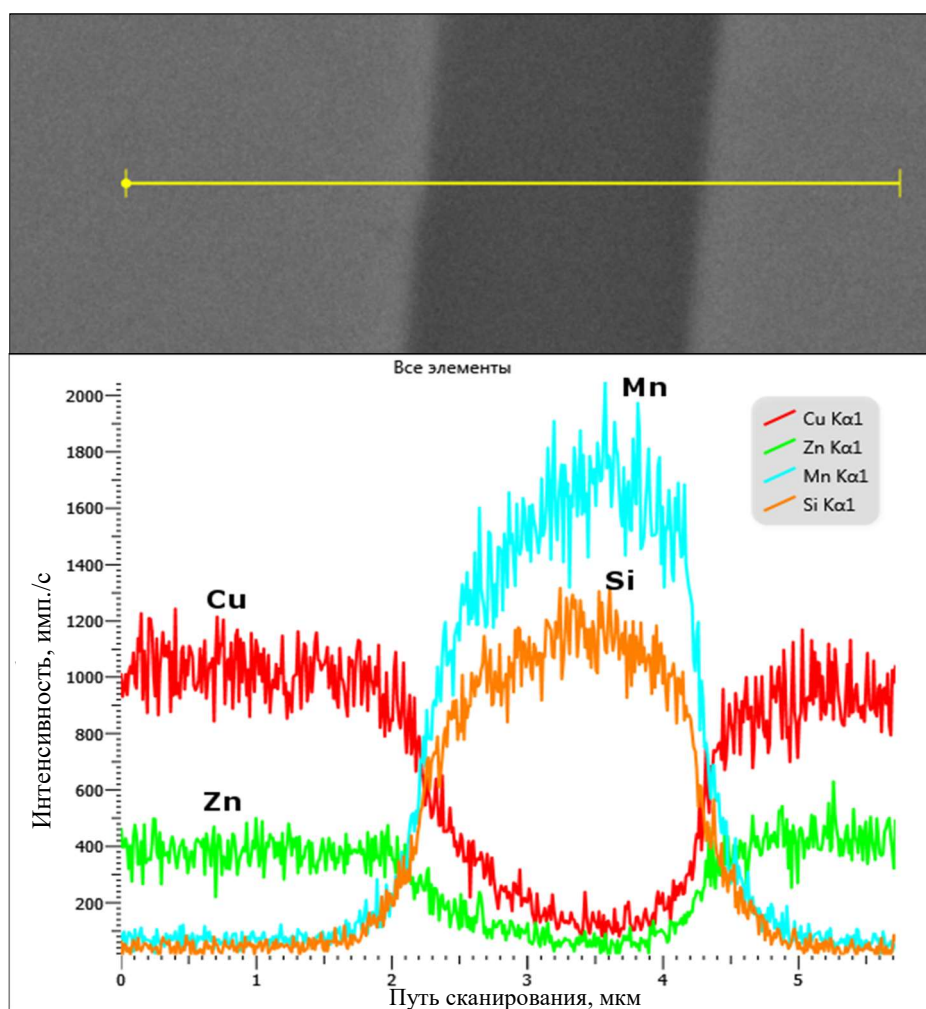 Все элементы
Mn
Cu Kα1
Zn Kα1
Mn Kα1
Si Kα1
Si
Cu
Zn
Интенсивность, имп./с
2000
1800
1600
1400
1200
1000
800
600
400
200
0 1 2 3 4 5
Путь сканирования, мкм